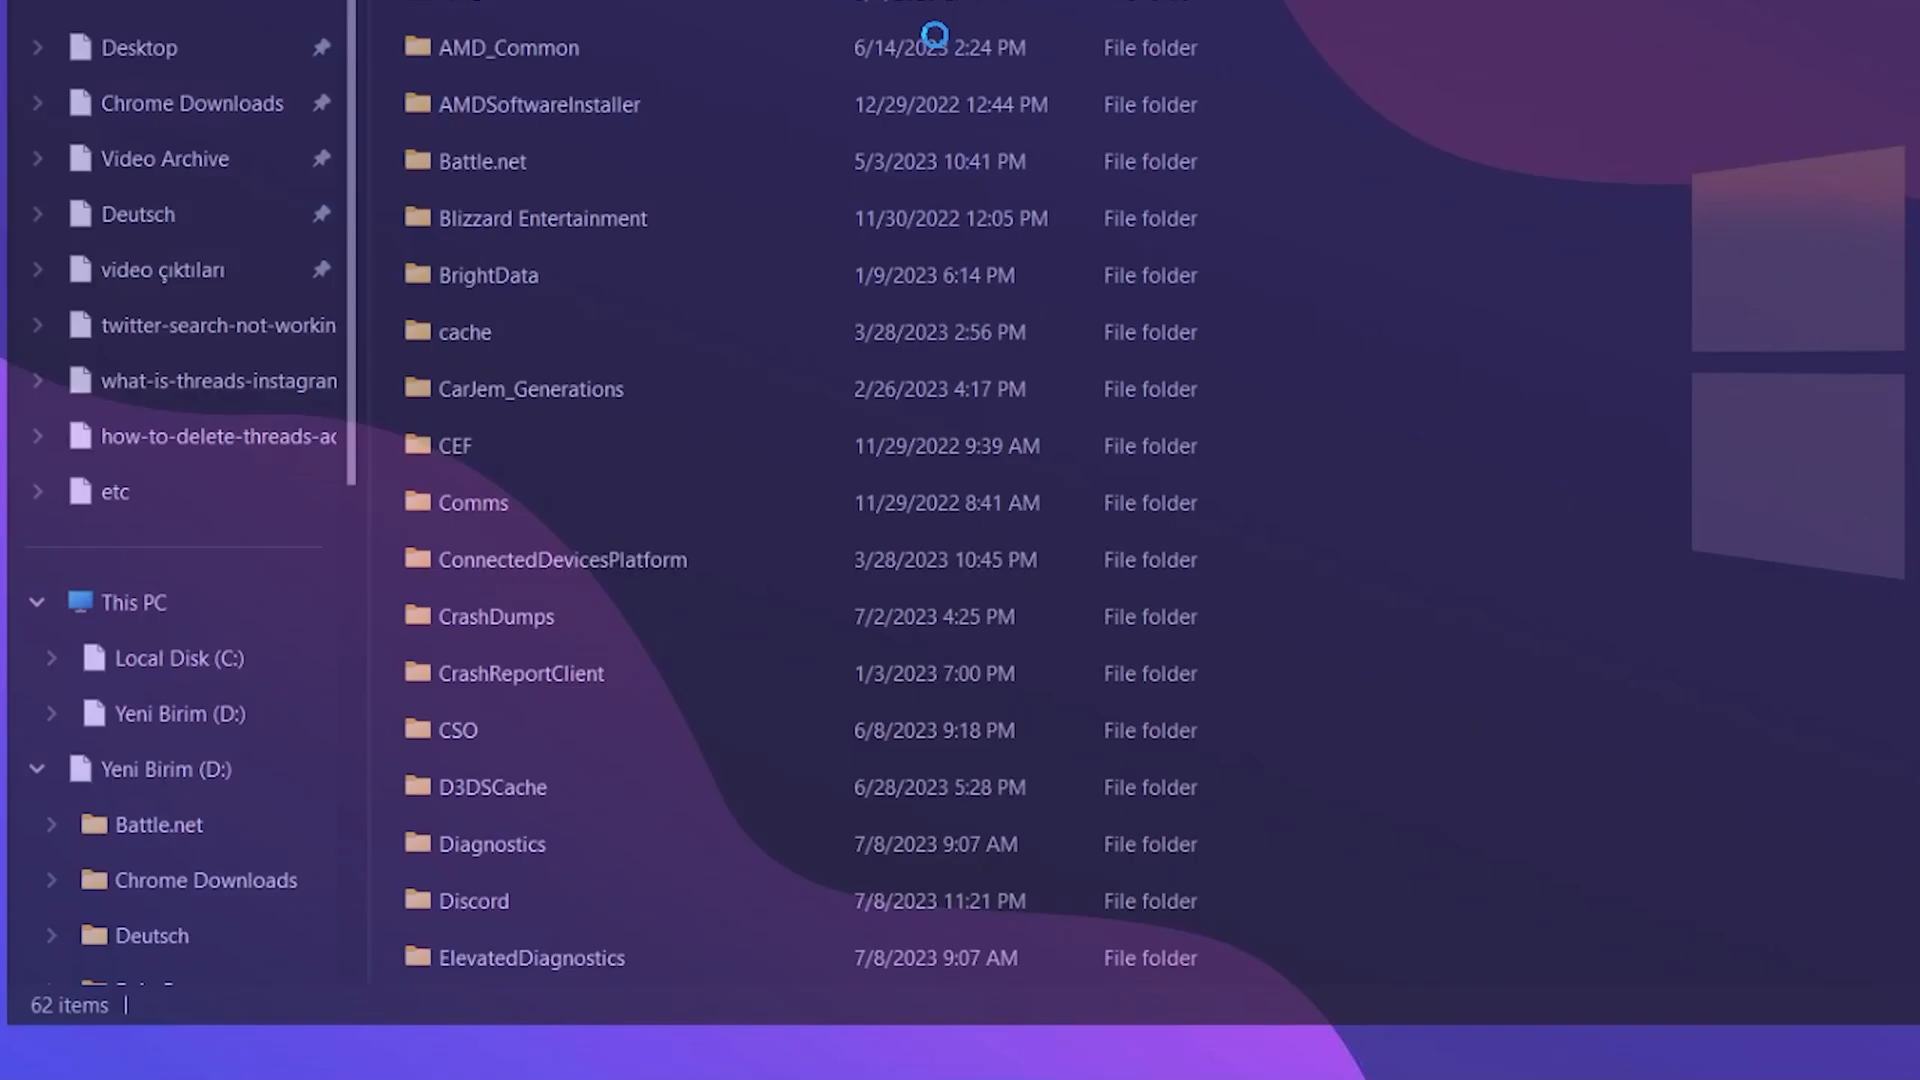 Desktop
Chrome Downloads
Video Archive
Deutsch
video çıktıları
twitter-search-not-workin
what-is-threads-instagran
how-to-delete-threads-ac
etc
This PC
Local Disk (C:)
Yeni Birim (D:)
Yeni Birim (D:)
Battle.net
Chrome Downloads
Deutsch
AMD_Common 6/14/2023 2:24 PM File folder
AMDSoftwareInstaller 12/29/2022 12:44 PM File folder
Battle.net 5/3/2023 10:41 PM File folder
Blizzard Entertainment 11/30/2022 12:05 PM File folder
BrightData 1/9/2023 6:14 PM File folder
cache 3/28/2023 2:56 PM File folder
CarJem_Generations 2/26/2023 4:17 PM File folder
CEF 11/29/2022 9:39 AM File folder
Comms 11/29/2022 8:41 AM File folder
ConnectedDevicesPlatform 3/28/2023 10:45 PM File folder
CrashDumps 7/2/2023 4:25 PM File folder
CrashReportClient 1/3/2023 7:00 PM File folder
CSO 6/8/2023 9:18 PM File folder
D3DSCache 6/28/2023 5:28 PM File folder
Diagnostics 7/8/2023 9:07 AM File folder
Discord 7/8/2023 11:21 PM File folder
ElevatedDiagnostics 7/8/2023 9:07 AM File folder
62 items